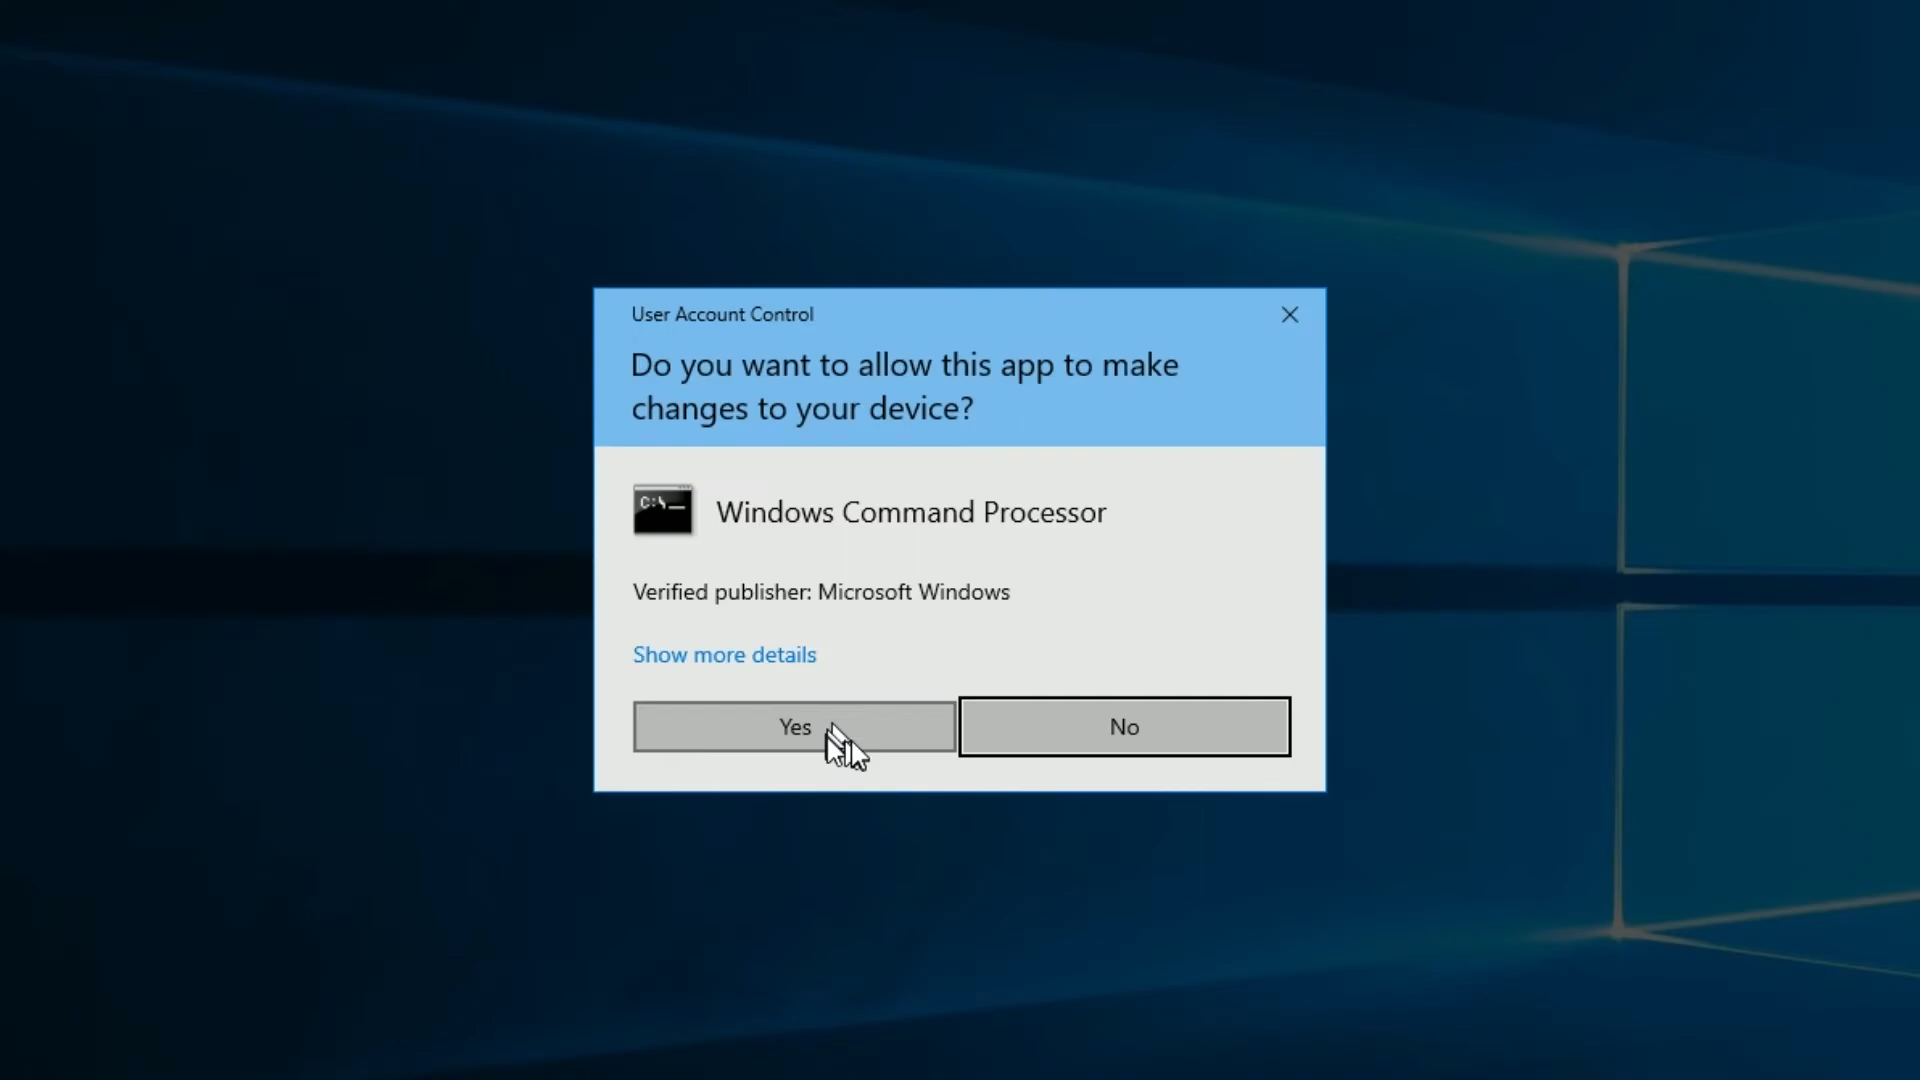 User Account Control
Do you want to allow this app to make
changes to your device?
C:\_
Windows Command Processor
Verified publisher: Microsoft Windows
Show more details
Yes
No